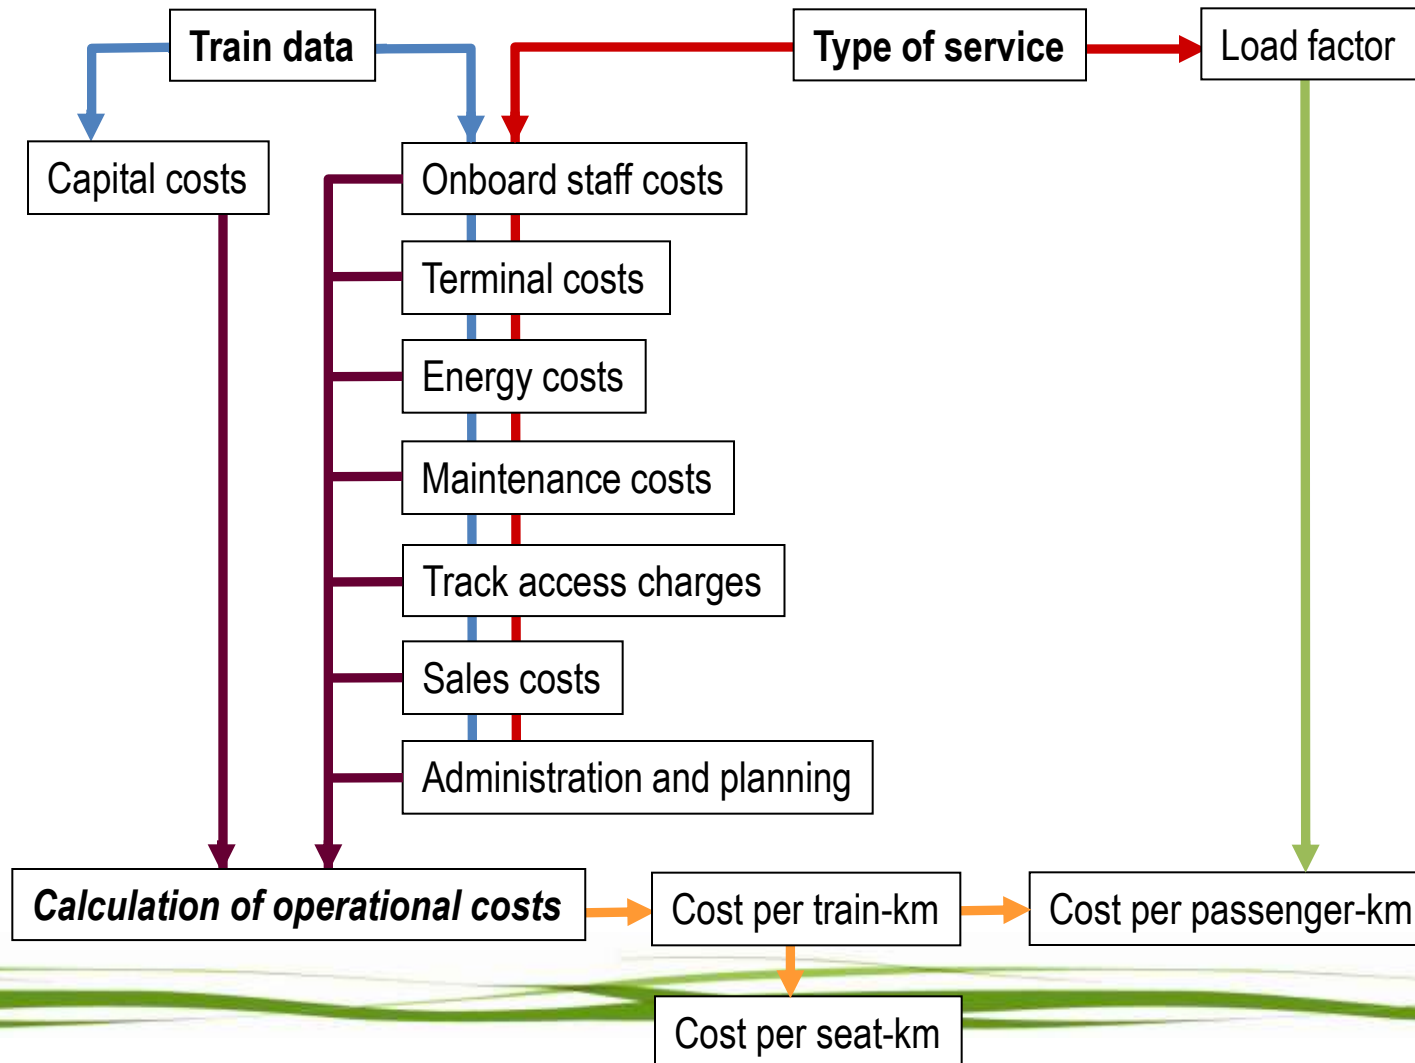 Train data
Type of service
Load factor
Capital costs
Onboard staff costs
Terminal costs
Energy costs
Maintenance costs
Track access charges
Sales costs
Administration and planning
Calculation of operational costs
Cost per train-km
Cost per passenger-km
Cost per seat-km